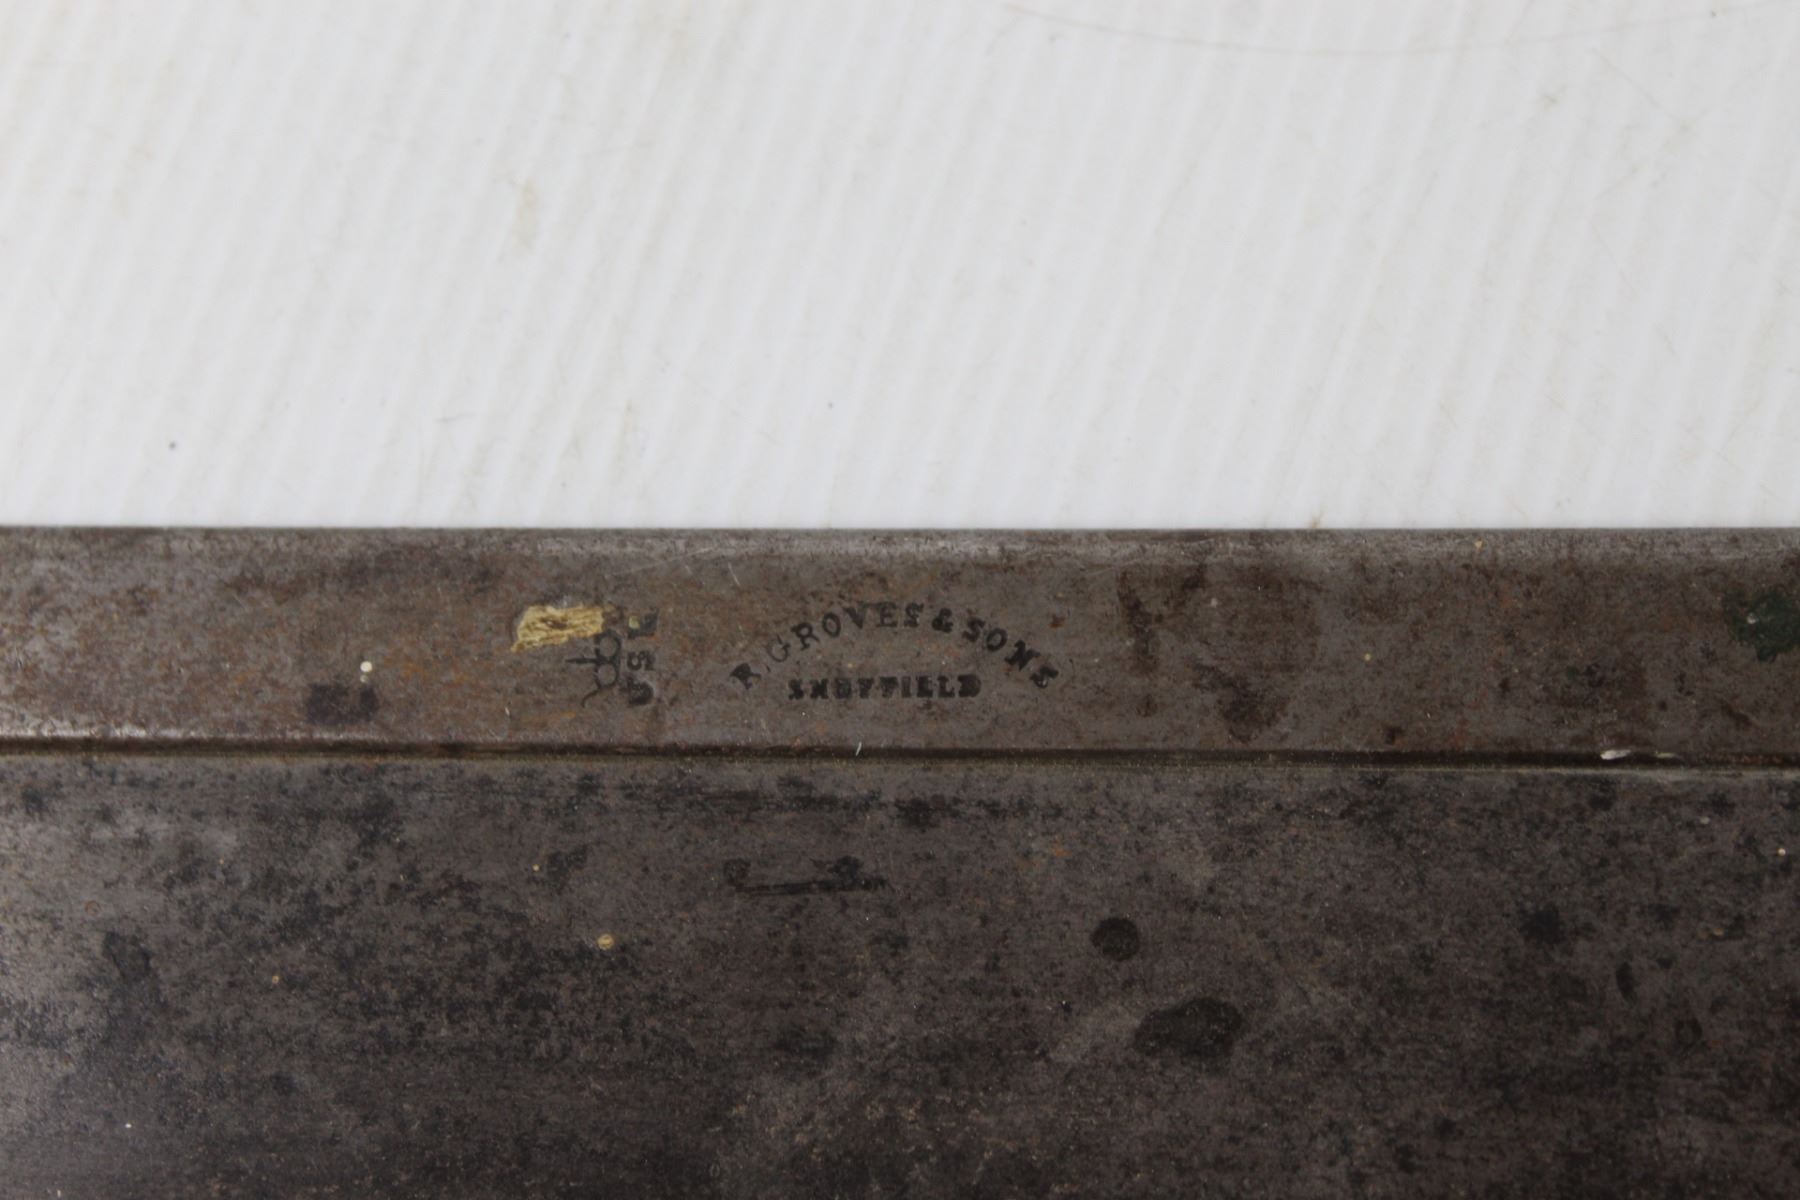 R. GROVES & SONS
SHEFFIELD